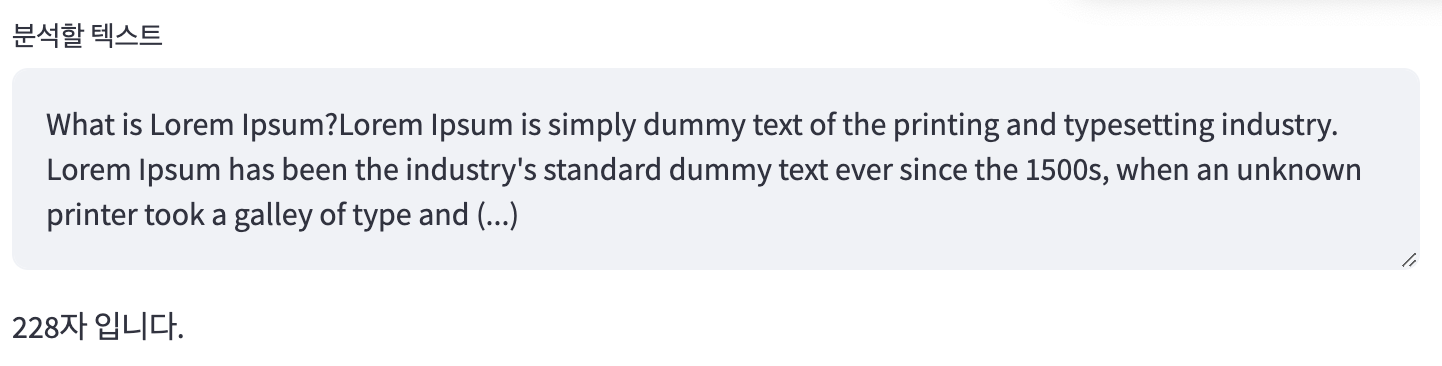 분석할 텍스트
What is Lorem Ipsum?Lorem Ipsum is simply dummy text of the printing and typesetting industry.
Lorem Ipsum has been the industry's standard dummy text ever since the 1500s, when an unknown
printer took a galley of type and (...)
228자 입니다.